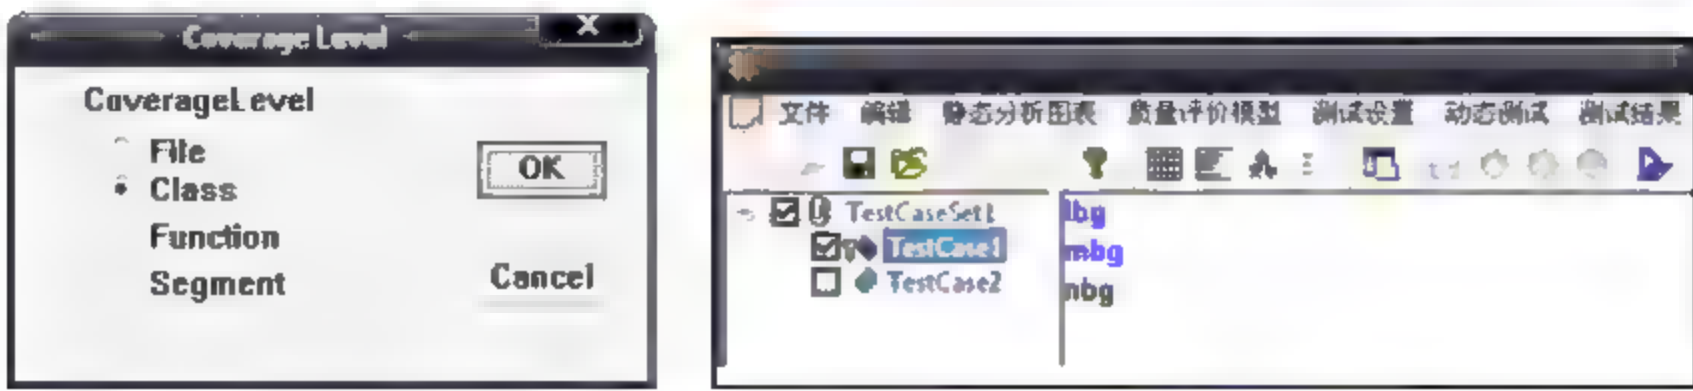 Coverage Level
CoverageLevel
File
Class
OK
Function
Segment
Cancel
文件 编辑 静态分析图表 质量评价模型 测试设置 动态测试 测试结果
TestCaseSet1
TestCase1
TestCase2
lbg
mbg
nbg